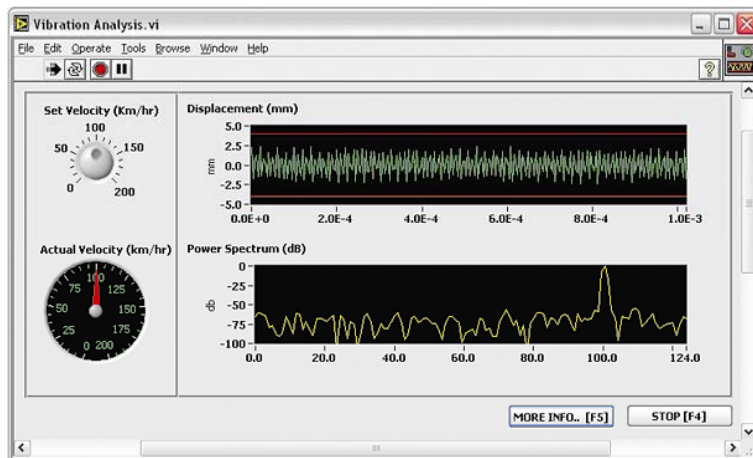 Vibration Analysis.vi
File Edit Operate Tools Browse Window Help
?
Set Velocity (Km/hr)
100
50 150
0 200
Displacement (mm)
5.0
2.5
mm 0.0
-2.5
-5.0
0.0E+0 2.0E-4 4.0E-4 6.0E-4 8.0E-4 1.0E-3
Actual Velocity (km/hr)
100
75 125
50 150
25 175
0 200
Power Spectrum (dB)
0
-25
db -50
-75
-100
0.0 20.0 40.0 60.0 80.0 100.0 124.0
MORE INFO.. [F5] STOP [F4]